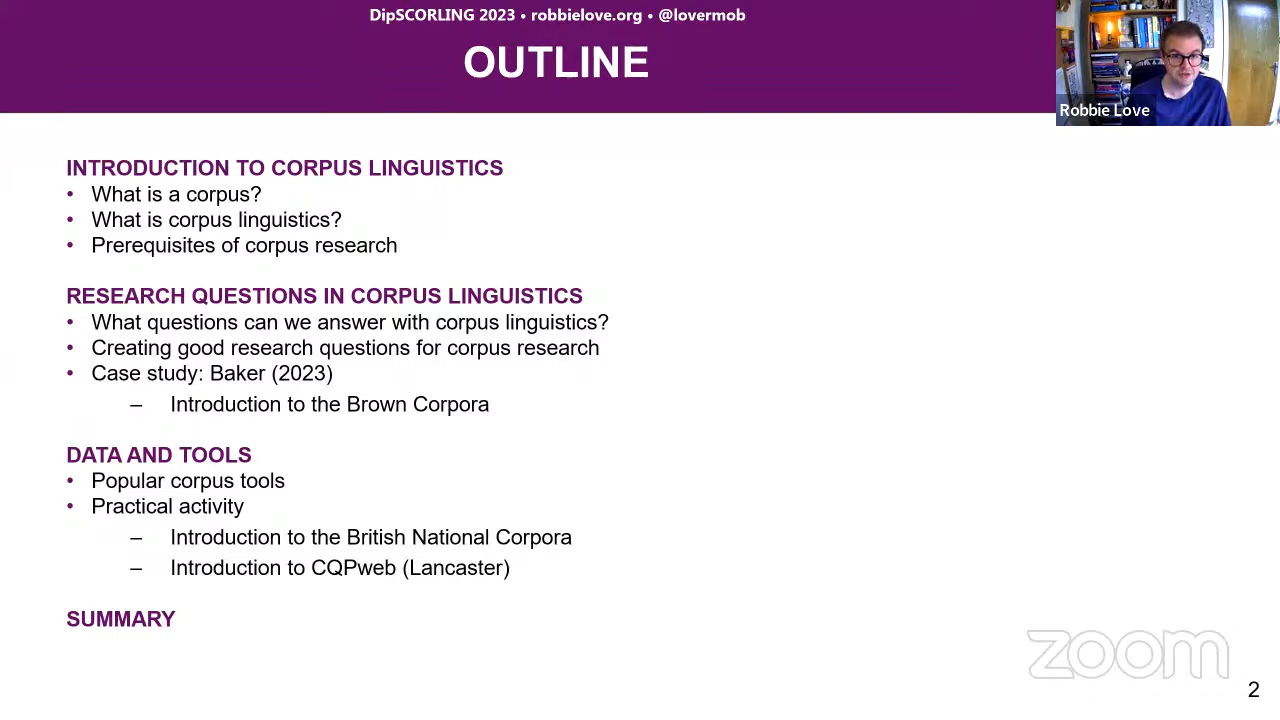 DipSCORLING 2023 • robbielove.org • @lovermob
OUTLINE
Robbie Love
INTRODUCTION TO CORPUS LINGUISTICS
• What is a corpus?
• What is corpus linguistics?
• Prerequisites of corpus research
RESEARCH QUESTIONS IN CORPUS LINGUISTICS
• What questions can we answer with corpus linguistics?
• Creating good research questions for corpus research
• Case study: Baker (2023)
– Introduction to the Brown Corpora
DATA AND TOOLS
• Popular corpus tools
• Practical activity
– Introduction to the British National Corpora
– Introduction to CQPweb (Lancaster)
SUMMARY
zoom
2